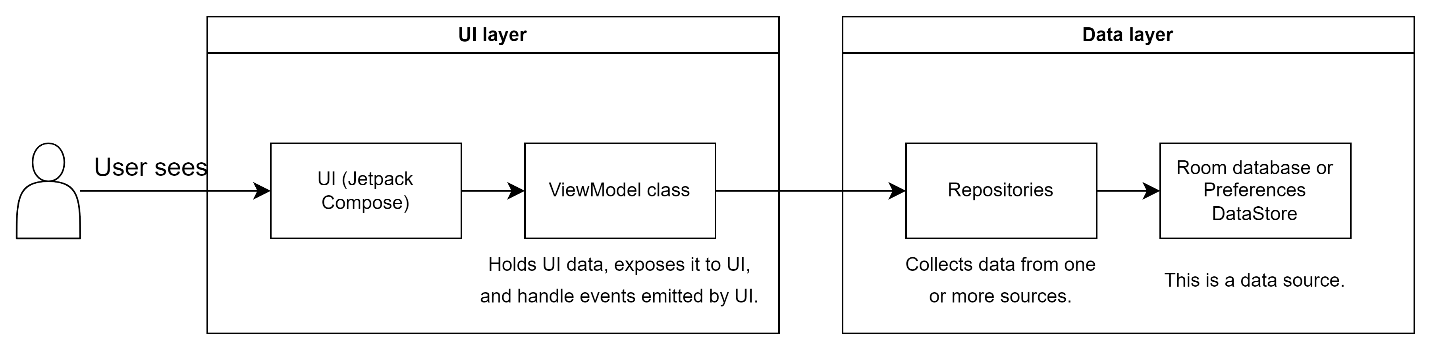 UI layer
Data layer
User sees
UI (Jetpack
Compose)
ViewModel class
Repositories
Room database or
Preferences
DataStore
Holds UI data, exposes it to UI,
and handle events emitted by UI.
Collects data from one
or more sources.
This is a data source.